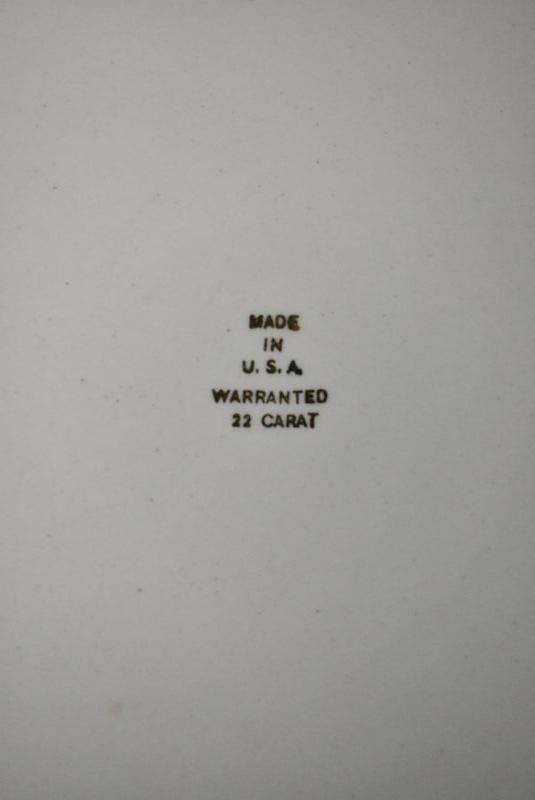 MADE
IN
U. S. A.
WARRANTED
22 CARAT